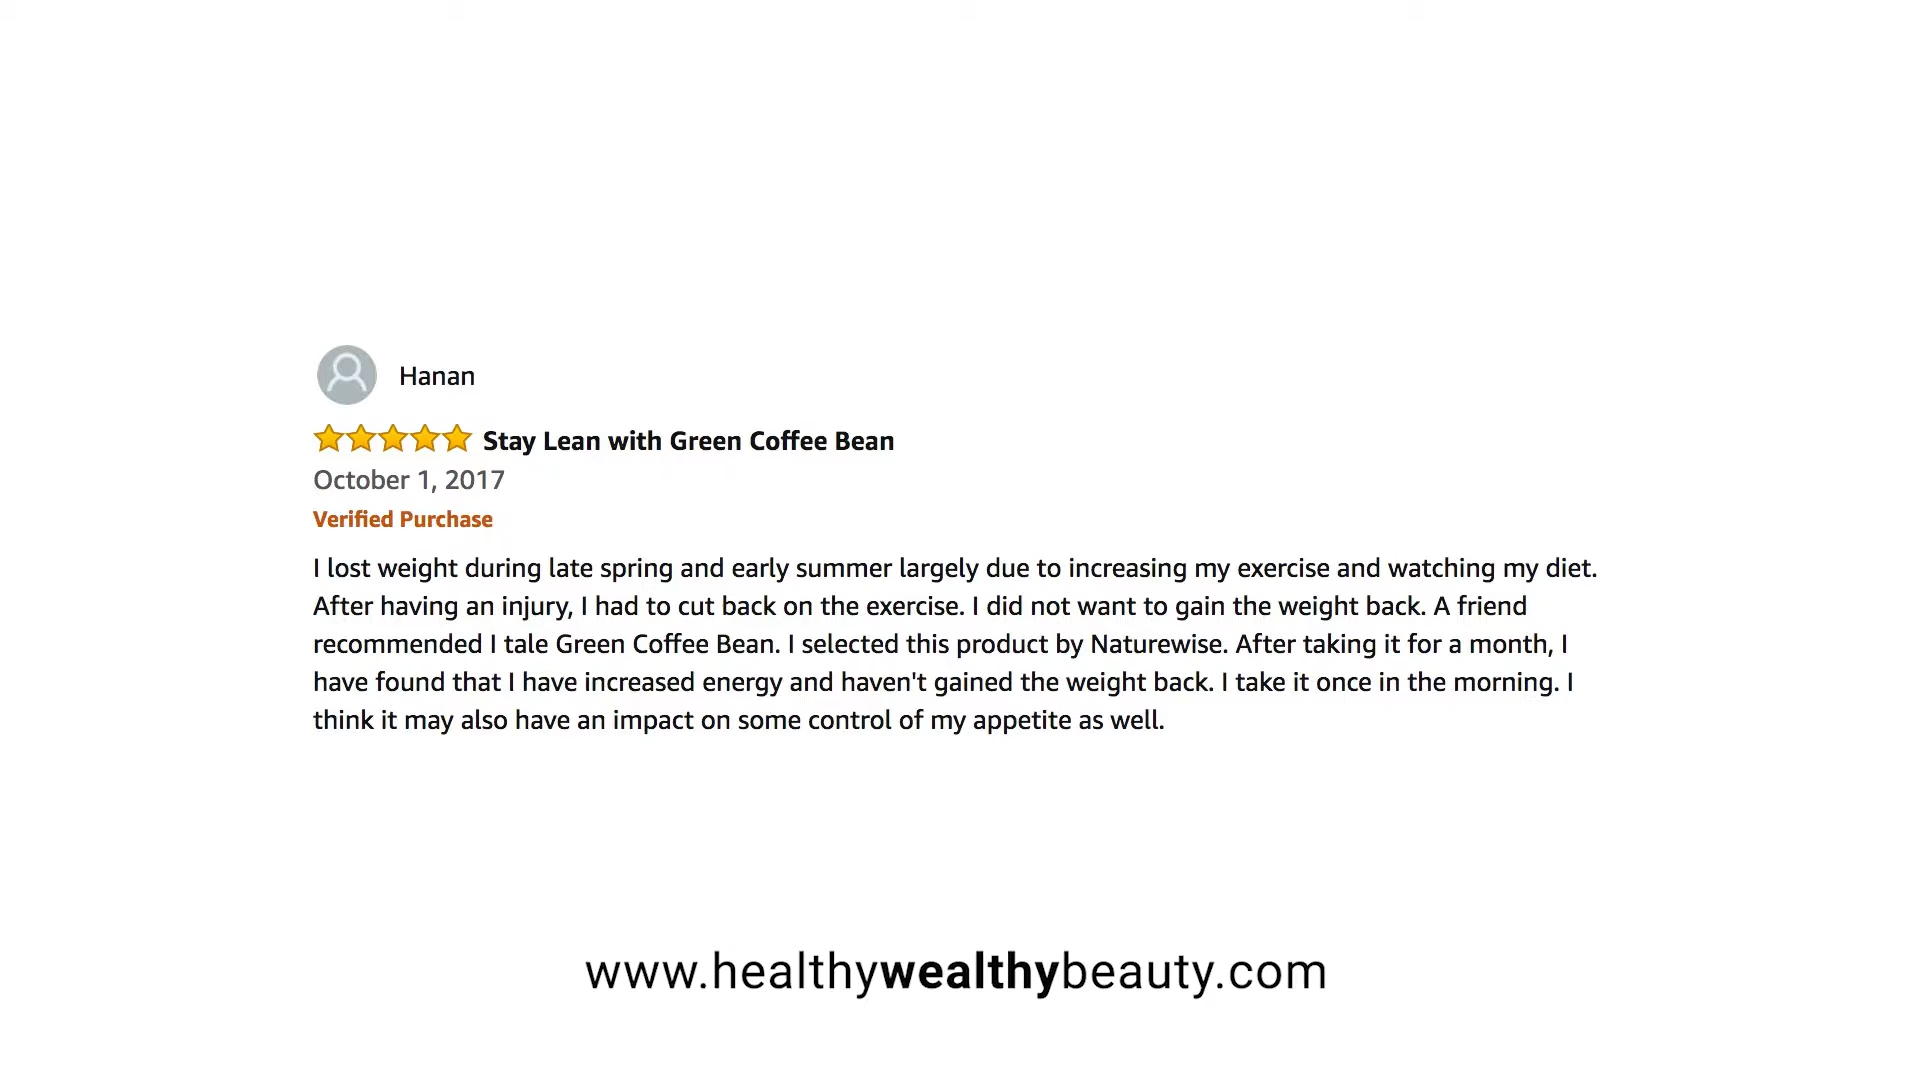 Hanan
Stay Lean with Green Coffee Bean
October 1, 2017
Verified Purchase
I lost weight during late spring and early summer largely due to increasing my exercise and watching my diet.
After having an injury, I had to cut back on the exercise. I did not want to gain the weight back. A friend
recommended I tale Green Coffee Bean. I selected this product by Naturewise. After taking it for a month, I
have found that I have increased energy and haven't gained the weight back. I take it once in the morning. I
think it may also have an impact on some control of my appetite as well.
www.healthywealthybeauty.com